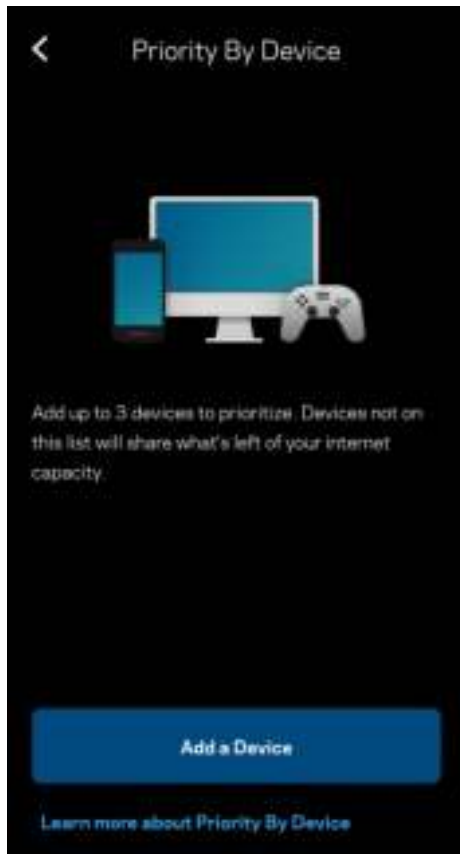 Priority By Device
Add up to 3 devices to prioritize. Devices not on
this list will share what's left of your internet
capacity.
Add a Device
Learn more about Priority By Device